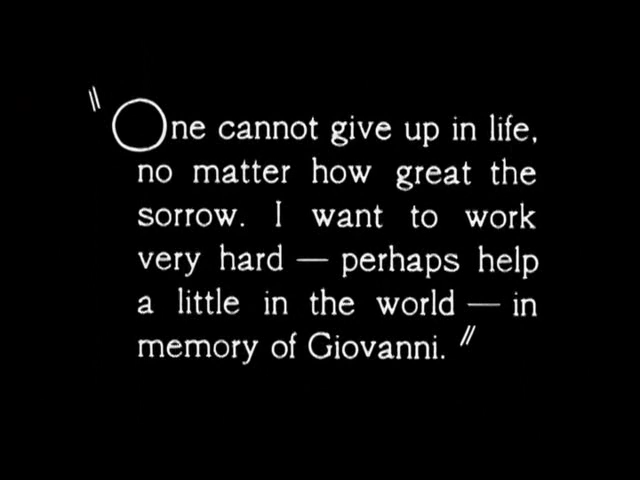 "One cannot give up in life,
no matter how great the
sorrow. I want to work
very hard — perhaps help
a little in the world — in
memory of Giovanni."